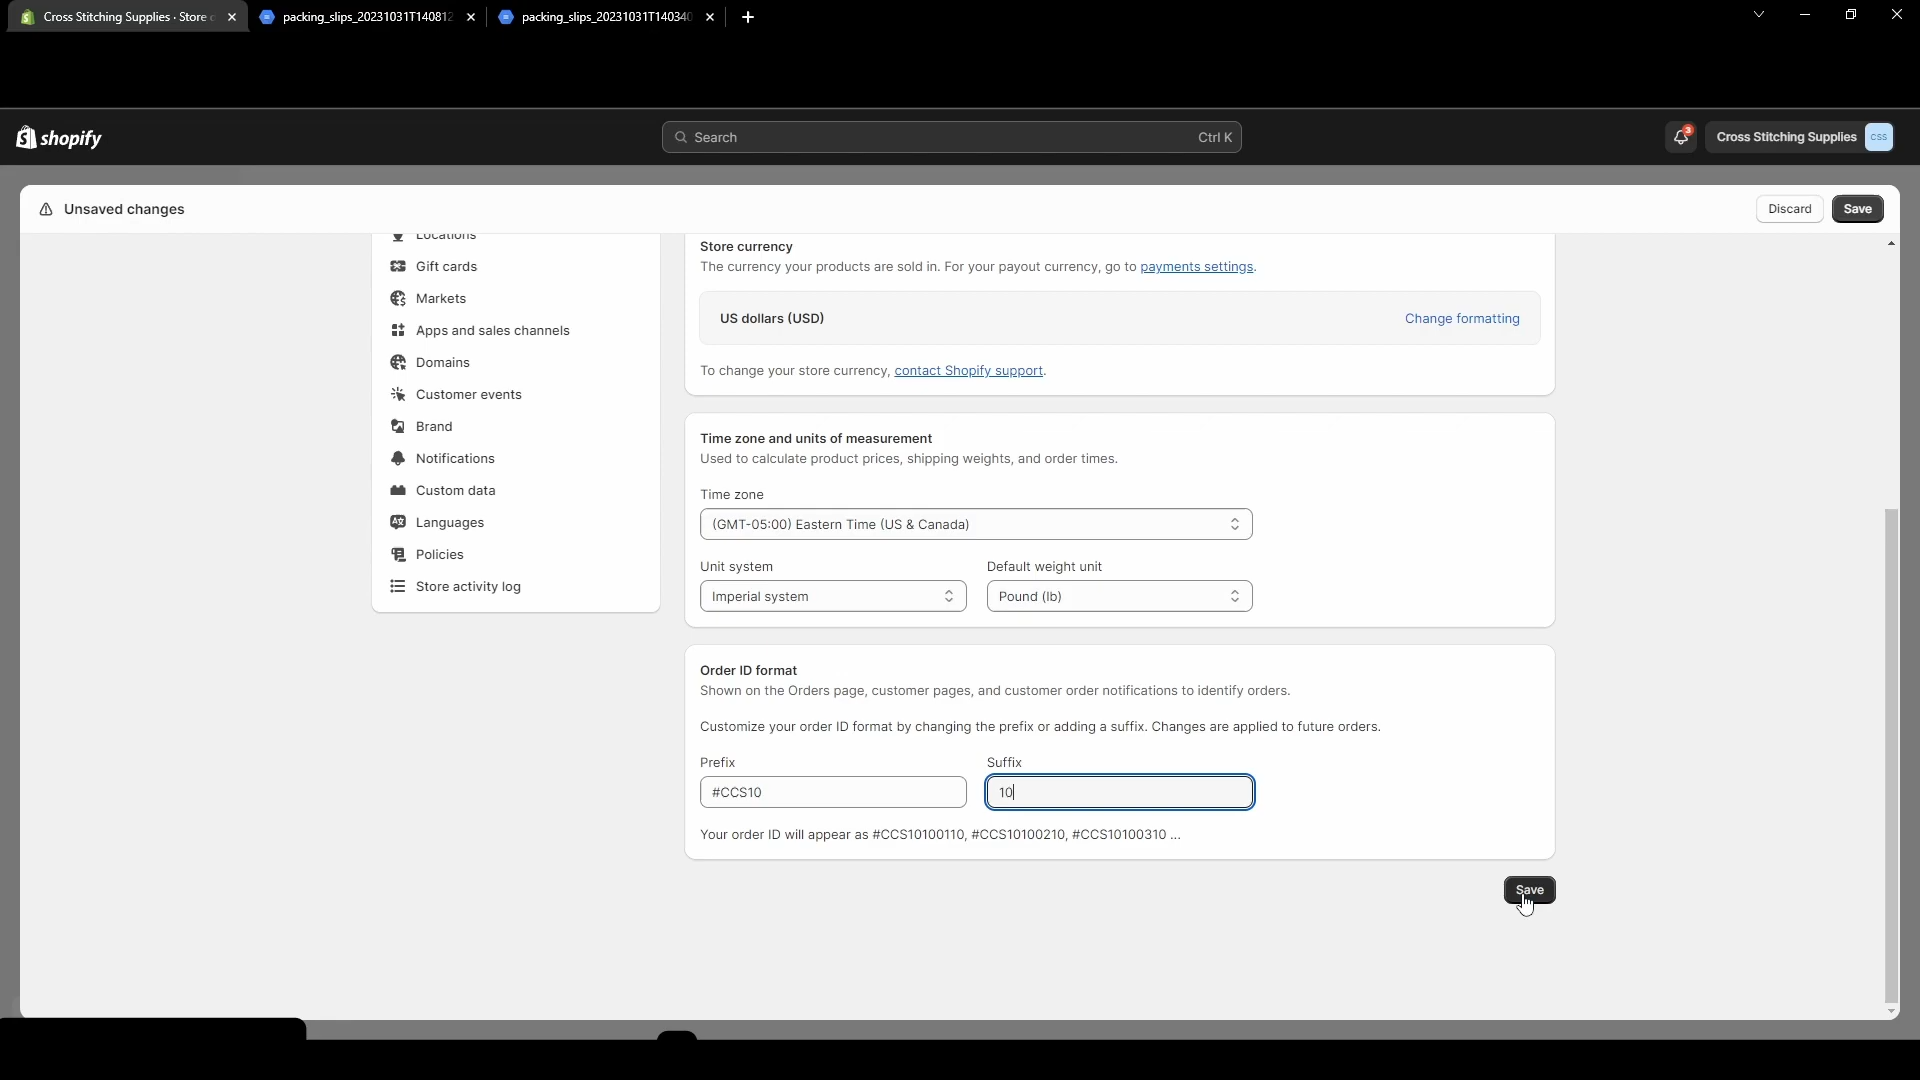 Cross Stitching Supplies · Store
packing_slips_20231031T140812
packing_slips_20231031T14034
shopify
Search
Ctrl K
3
Cross Stitching Supplies
CSS
Unsaved changes
Discard
Save
Locations
Gift cards
Markets
Apps and sales channels
Domains
Customer events
Brand
Notifications
Custom data
Languages
Policies
Store activity log
Store currency
The currency your products are sold in. For your payout currency, go to payments settings.
US dollars (USD)
Change formatting
To change your store currency, contact Shopify support.
Time zone and units of measurement
Used to calculate product prices, shipping weights, and order times.
Time zone
(GMT-05:00) Eastern Time (US & Canada)
Unit system
Default weight unit
Imperial system
Pound (lb)
Order ID format
Shown on the Orders page, customer pages, and customer order notifications to identify orders.
Customize your order ID format by changing the prefix or adding a suffix. Changes are applied to future orders.
Prefix
Suffix
#CCS10
10
Your order ID will appear as #CCS10100110, #CCS10100210, #CCS10100310 ...
Save